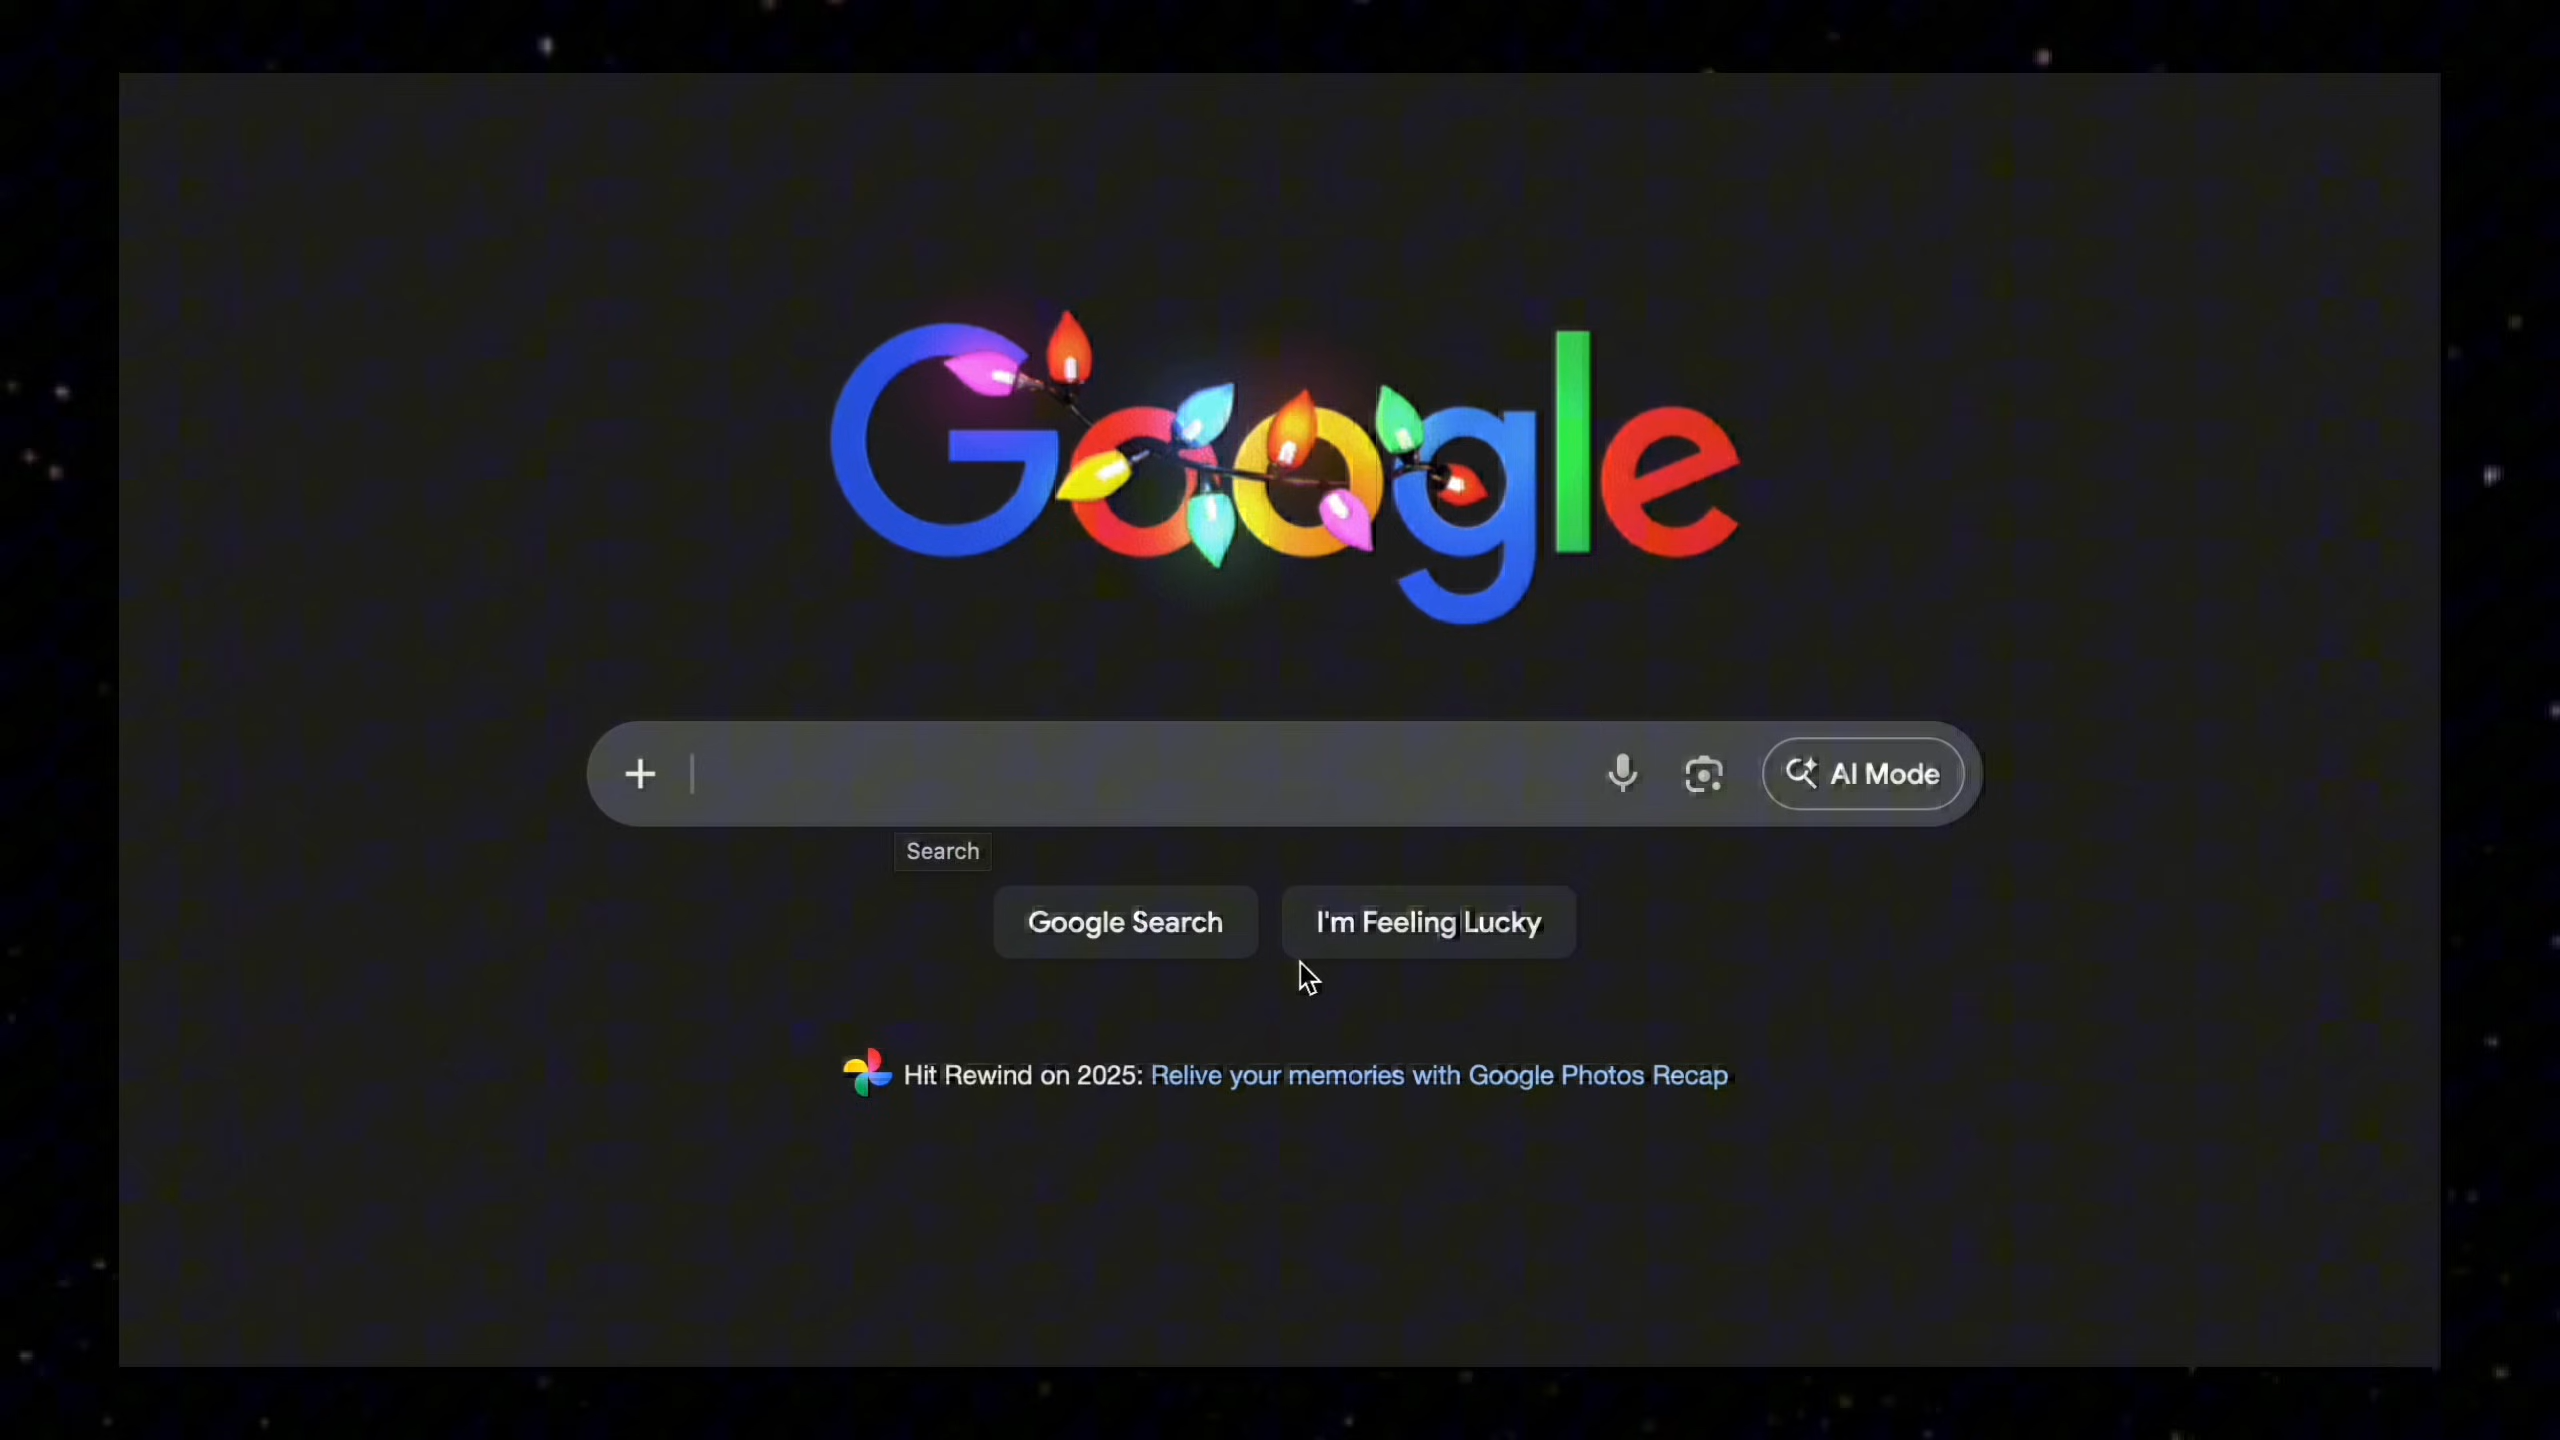 Google
AI Mode
Search
Google Search
I'm Feeling Lucky
Hit Rewind on 2025: Relive your memories with Google Photos Recap